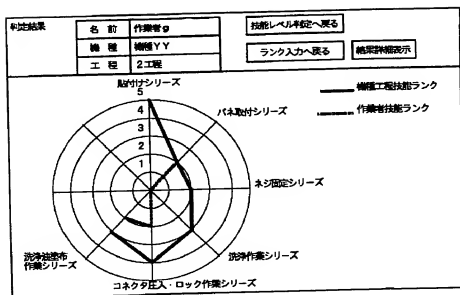 判定結果
名前 作業者g
機種 機種YY
工程 2工程
技能レベル判定へ戻る
ランク入力へ戻る
結果詳細表示
貼付けシリーズ
機種工程技能ランク
作業者技能ランク
5
4
3
2
1
バネ取付シリーズ
ネジ固定シリーズ
洗浄作業シリーズ
コネクタ圧入・ロック作業シリーズ
洗浄油塗布
作業シリーズ